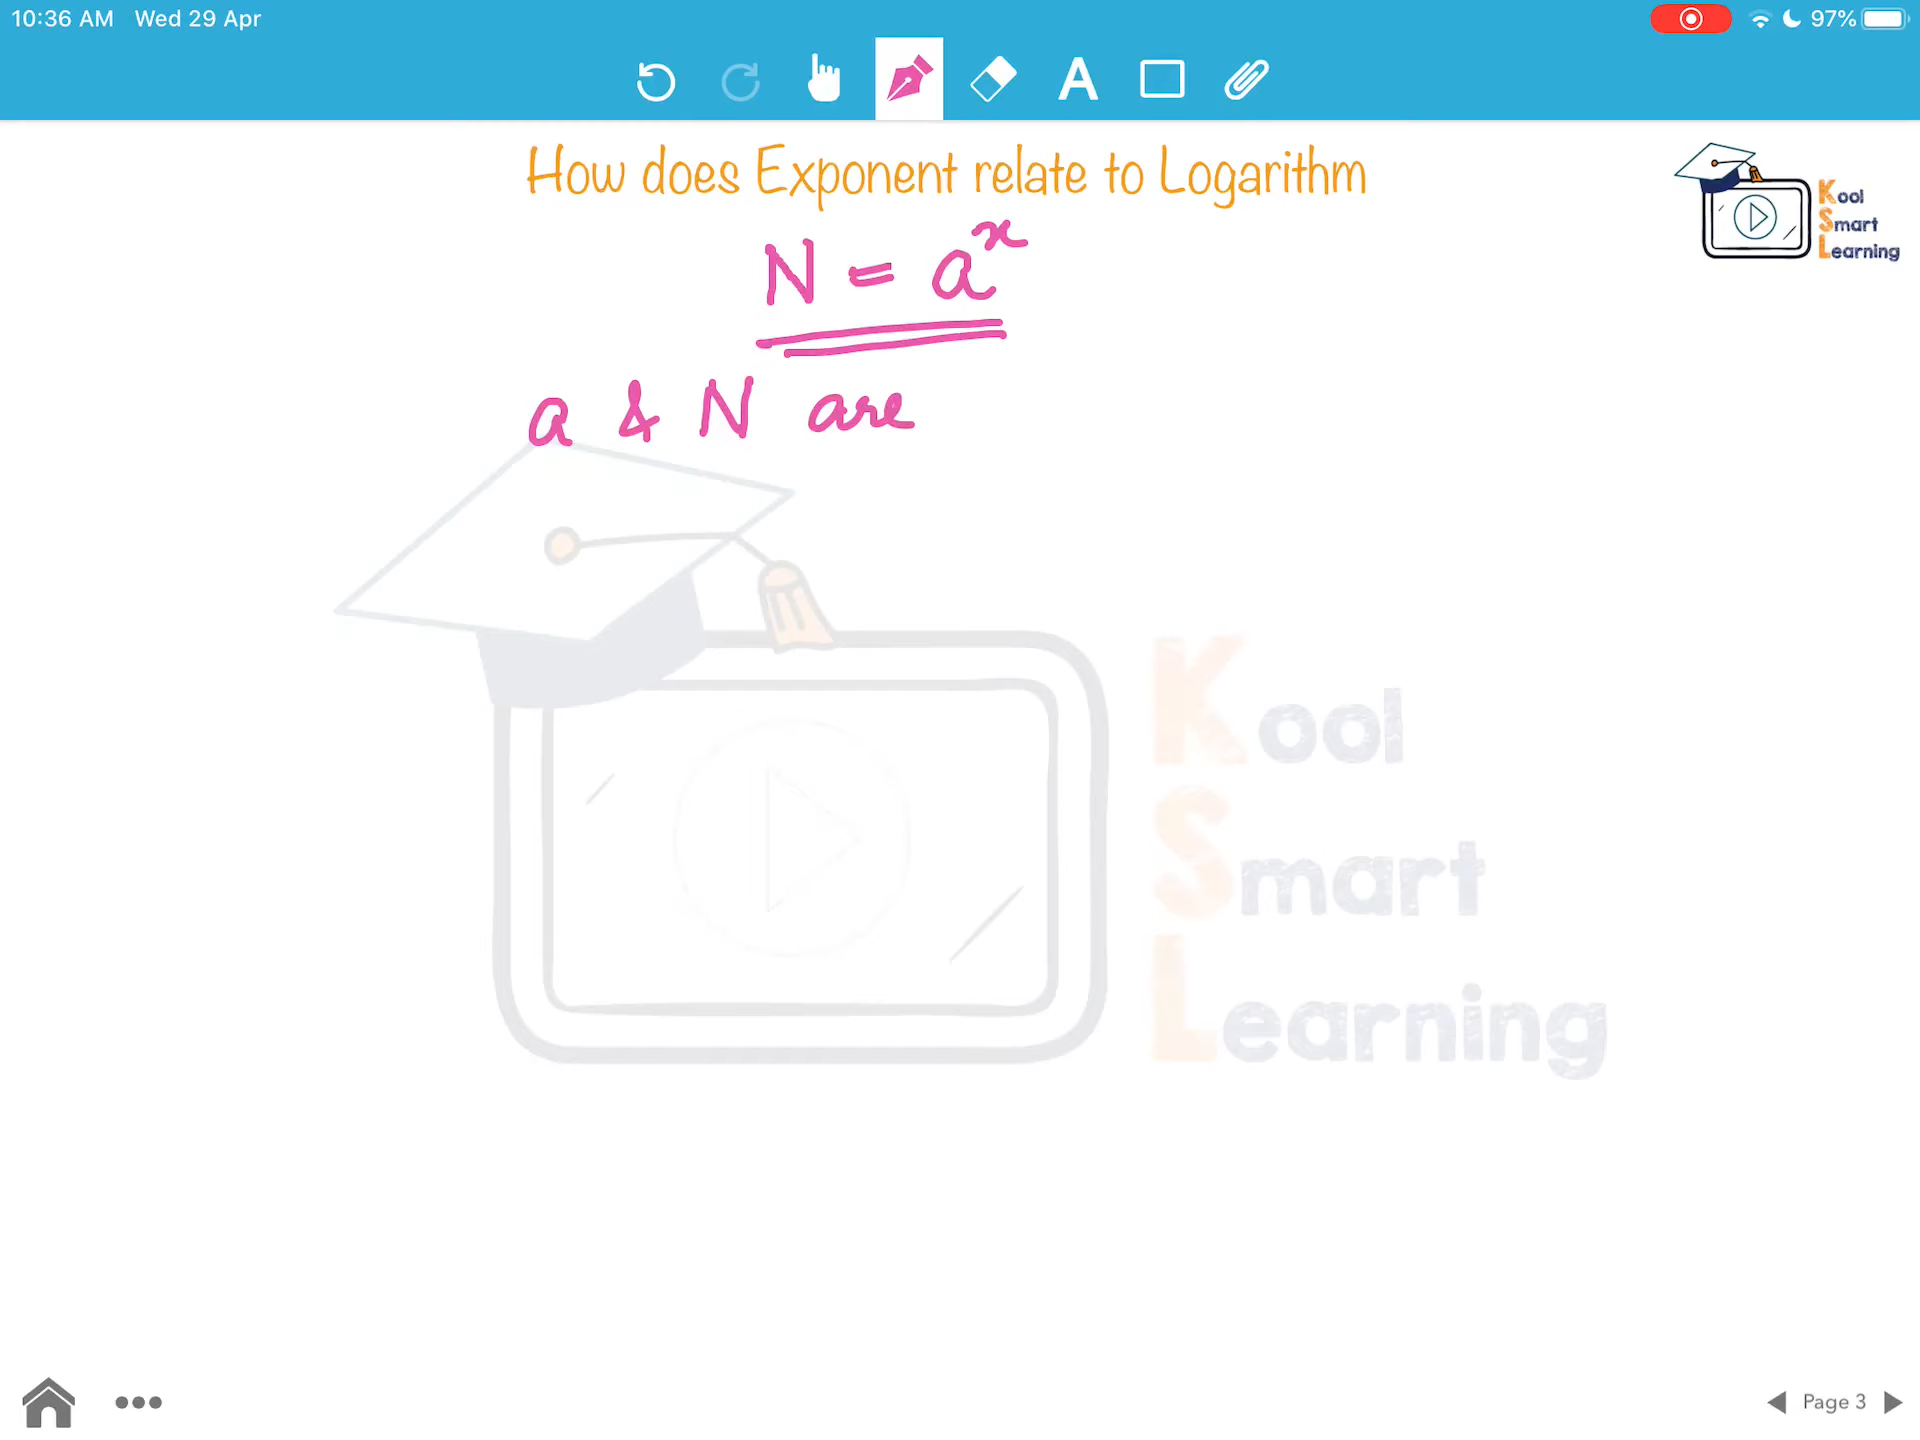 10:36 AM Wed 29 Apr 97%
A
How does Exponent relate to Logarithm
Kool
Smart
Learning
N = aˣ
a & N are
Kool
Smart
Learning
Page 3